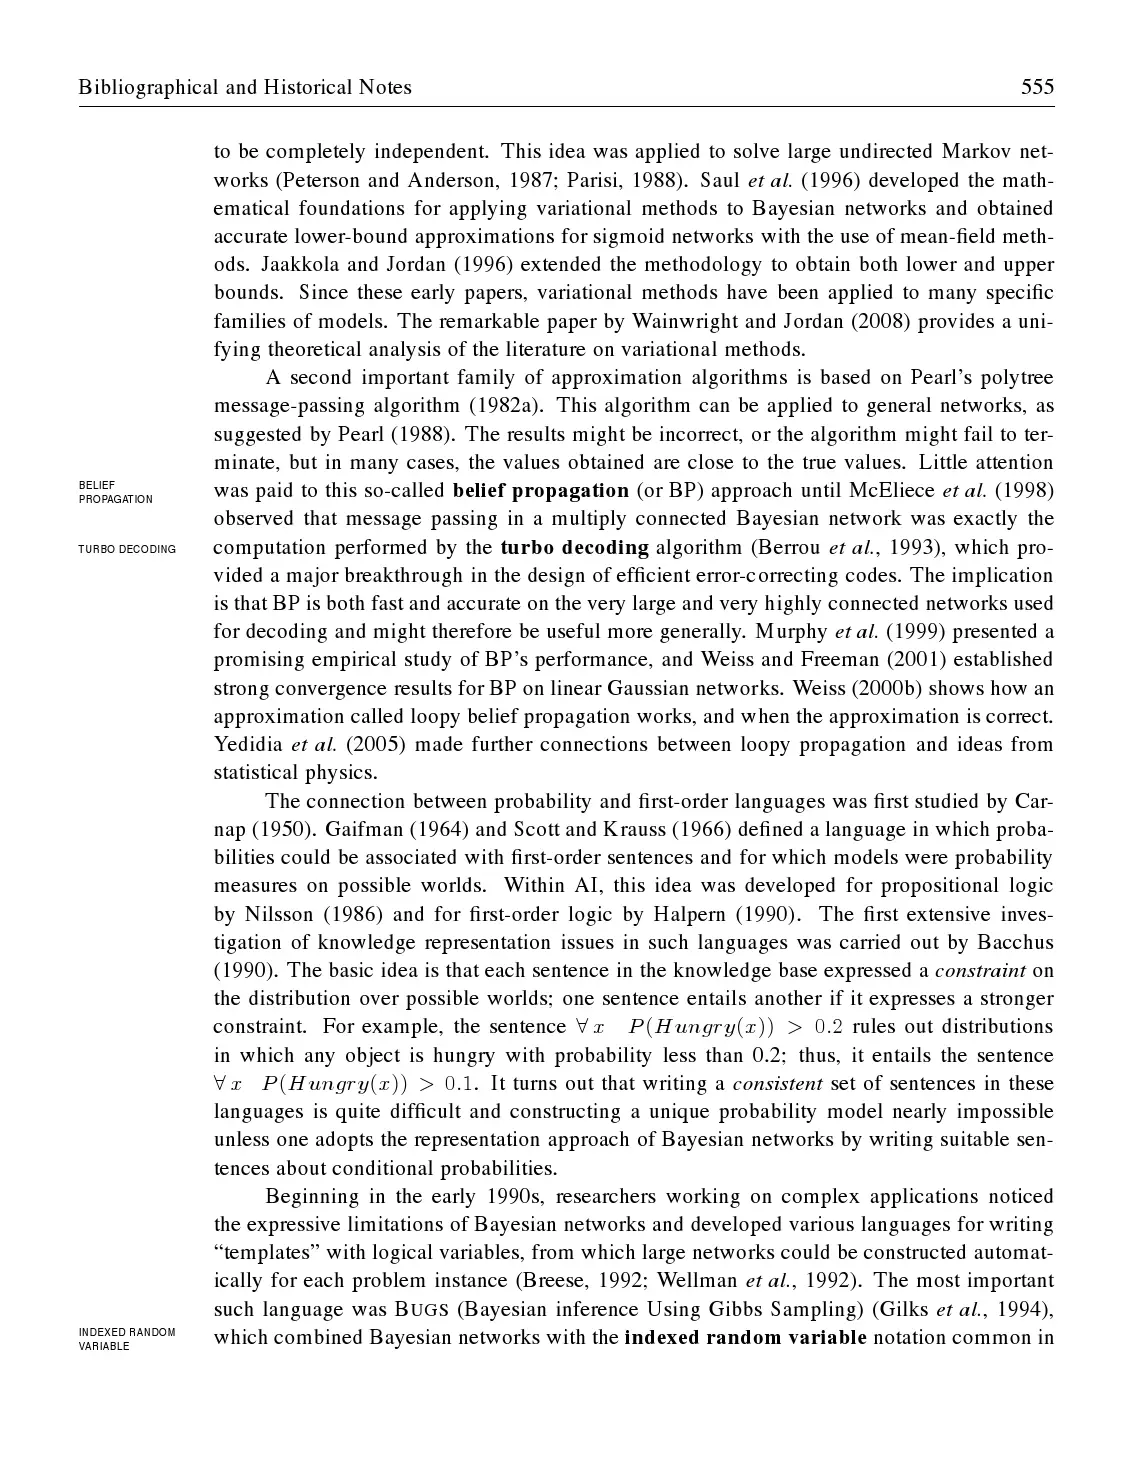 Bibliographical and Historical Notes 555
to be completely independent. This idea was applied to solve large undirected Markov net-
works (Peterson and Anderson, 1987; Parisi, 1988). Saul et al. (1996) developed the math-
ematical foundations for applying variational methods to Bayesian networks and obtained
accurate lower-bound approximations for sigmoid networks with the use of mean-field meth-
ods. Jaakkola and Jordan (1996) extended the methodology to obtain both lower and upper
bounds. Since these early papers, variational methods have been applied to many specific
families of models. The remarkable paper by Wainwright and Jordan (2008) provides a uni-
fying theoretical analysis of the literature on variational methods.
A second important family of approximation algorithms is based on Pearl's polytree
message-passing algorithm (1982a). This algorithm can be applied to general networks, as
suggested by Pearl (1988). The results might be incorrect, or the algorithm might fail to ter-
minate, but in many cases, the values obtained are close to the true values. Little attention
BELIEF
PROPAGATION
was paid to this so-called belief propagation (or BP) approach until McEliece et al. (1998)
observed that message passing in a multiply connected Bayesian network was exactly the
TURBO DECODING
computation performed by the turbo decoding algorithm (Berrou et al., 1993), which pro-
vided a major breakthrough in the design of efficient error-correcting codes. The implication
is that BP is both fast and accurate on the very large and very highly connected networks used
for decoding and might therefore be useful more generally. Murphy et al. (1999) presented a
promising empirical study of BP's performance, and Weiss and Freeman (2001) established
strong convergence results for BP on linear Gaussian networks. Weiss (2000b) shows how an
approximation called loopy belief propagation works, and when the approximation is correct.
Yedidia et al. (2005) made further connections between loopy propagation and ideas from
statistical physics.
The connection between probability and first-order languages was first studied by Car-
nap (1950). Gaifman (1964) and Scott and Krauss (1966) defined a language in which proba-
bilities could be associated with first-order sentences and for which models were probability
measures on possible worlds. Within AI, this idea was developed for propositional logic
by Nilsson (1986) and for first-order logic by Halpern (1990). The first extensive inves-
tigation of knowledge representation issues in such languages was carried out by Bacchus
(1990). The basic idea is that each sentence in the knowledge base expressed a constraint on
the distribution over possible worlds; one sentence entails another if it expresses a stronger
constraint. For example, the sentence ∀ x P(Hungry(x)) > 0.2 rules out distributions
in which any object is hungry with probability less than 0.2; thus, it entails the sentence
∀ x P(Hungry(x)) > 0.1. It turns out that writing a consistent set of sentences in these
languages is quite difficult and constructing a unique probability model nearly impossible
unless one adopts the representation approach of Bayesian networks by writing suitable sen-
tences about conditional probabilities.
Beginning in the early 1990s, researchers working on complex applications noticed
the expressive limitations of Bayesian networks and developed various languages for writing
“templates” with logical variables, from which large networks could be constructed automat-
ically for each problem instance (Breese, 1992; Wellman et al., 1992). The most important
such language was BUGS (Bayesian inference Using Gibbs Sampling) (Gilks et al., 1994),
INDEXED RANDOM
VARIABLE
which combined Bayesian networks with the indexed random variable notation common in